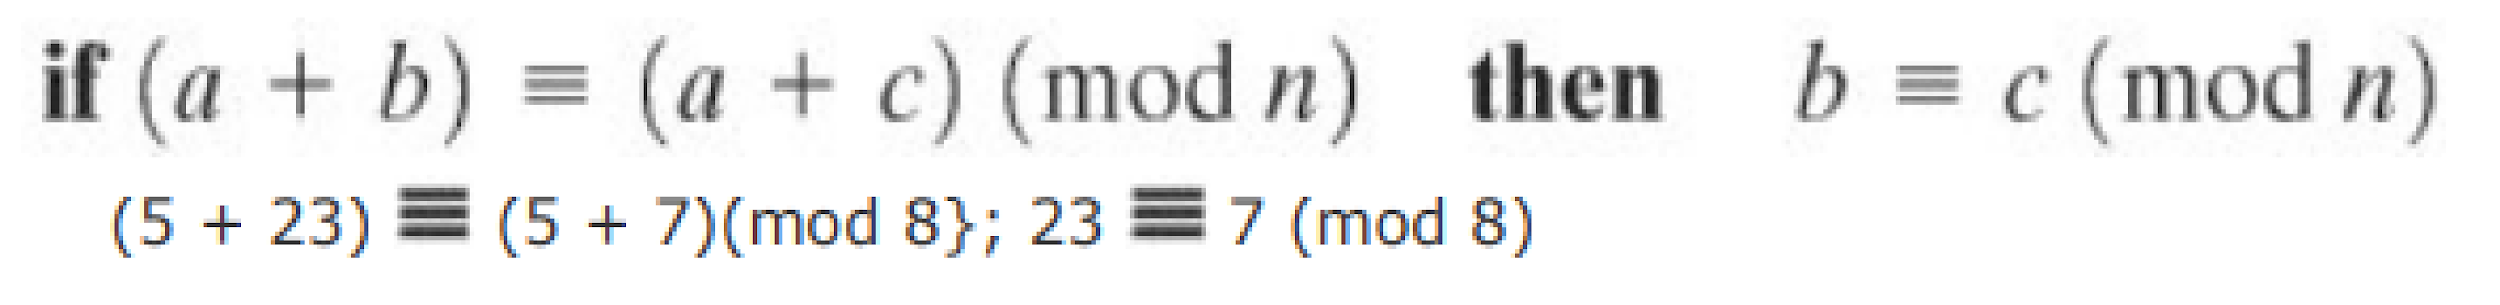 if (a + b) ≡ (a + c) (mod n) then b ≡ c (mod n)
(5 + 23) ≡ (5 + 7)(mod 8}; 23 ≡ 7 (mod 8)